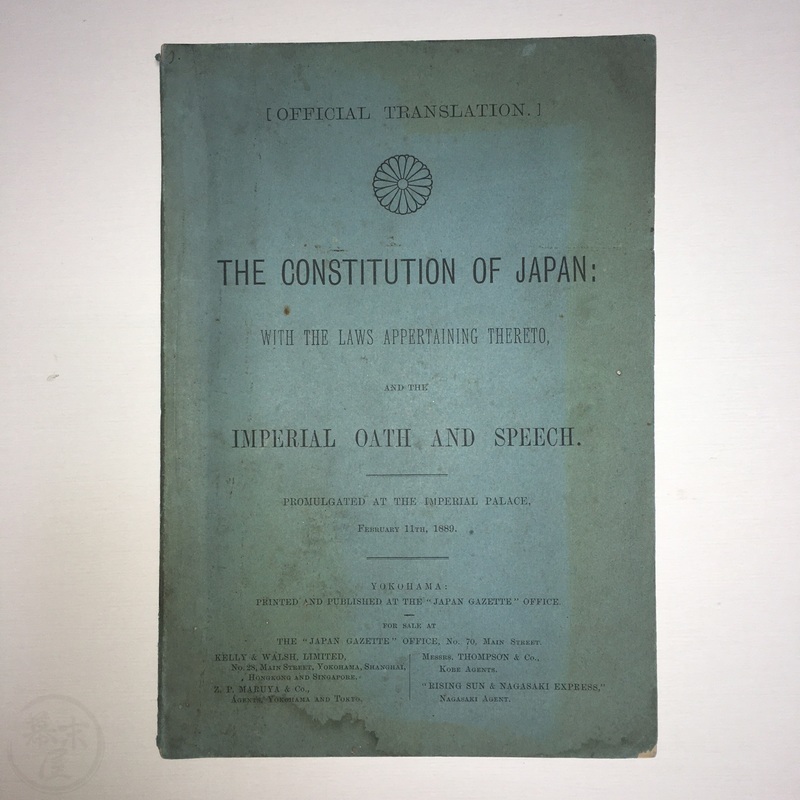 [OFFICIAL TRANSLATION.]
THE CONSTITUTION OF JAPAN:
WITH THE LAWS APPERTAINING THERETO,
AND THE
IMPERIAL OATH AND SPEECH.
PROMULGATED AT THE IMPERIAL PALACE,
FEBRUARY 11TH, 1889.
YOKOHAMA:
PRINTED AND PUBLISHED AT THE "JAPAN GAZETTE" OFFICE
FOR SALE AT
THE "JAPAN GAZETTE" OFFICE, No. 70, MAIN STREET.
KELLY & WALSH, LIMITED,
No. 28, MAIN STREET, YOKOHAMA, SHANGHAI,
HONGKONG AND SINGAPORE.
Z. P. MARUYA & Co.,
AGENTS, YOKOHAMA AND TOKYO.
MESSRS. THOMPSON & Co.,
KOBE AGENTS.
"RISING SUN & NAGASAKI EXPRESS,"
NAGASAKI AGENT.